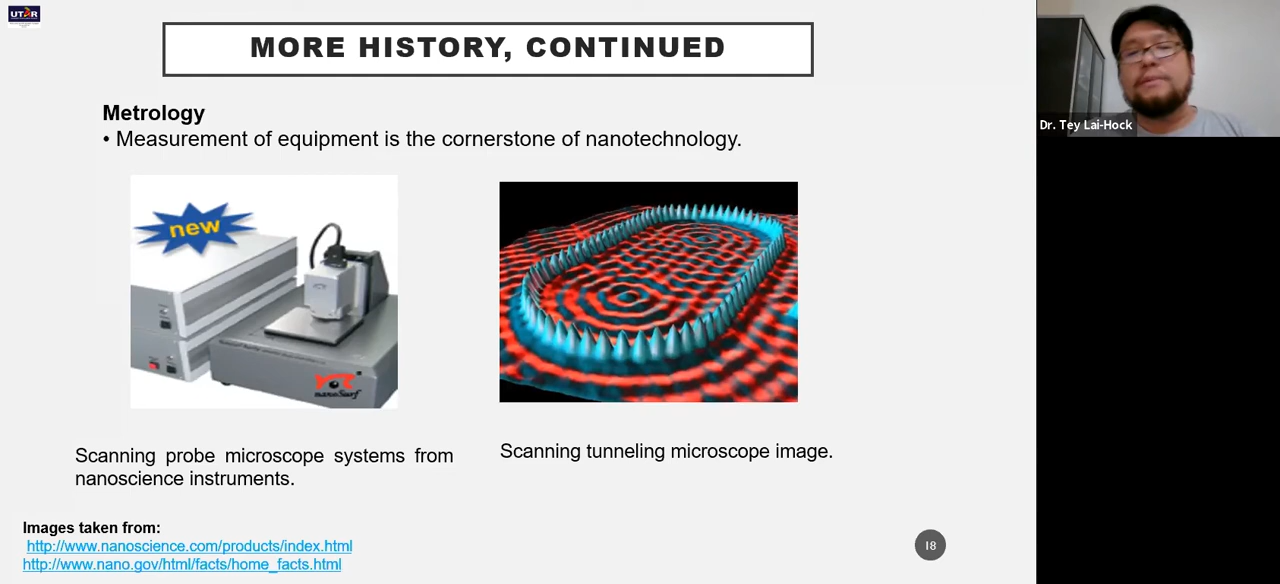 UTAR
MORE HISTORY, CONTINUED
Dr. Tey Lai-Hock
Metrology
• Measurement of equipment is the cornerstone of nanotechnology.
new
nanoSurf
Scanning probe microscope systems from
nanoscience instruments.
Scanning tunneling microscope image.
Images taken from:
http://www.nanoscience.com/products/index.html
http://www.nano.gov/html/facts/home_facts.html
18